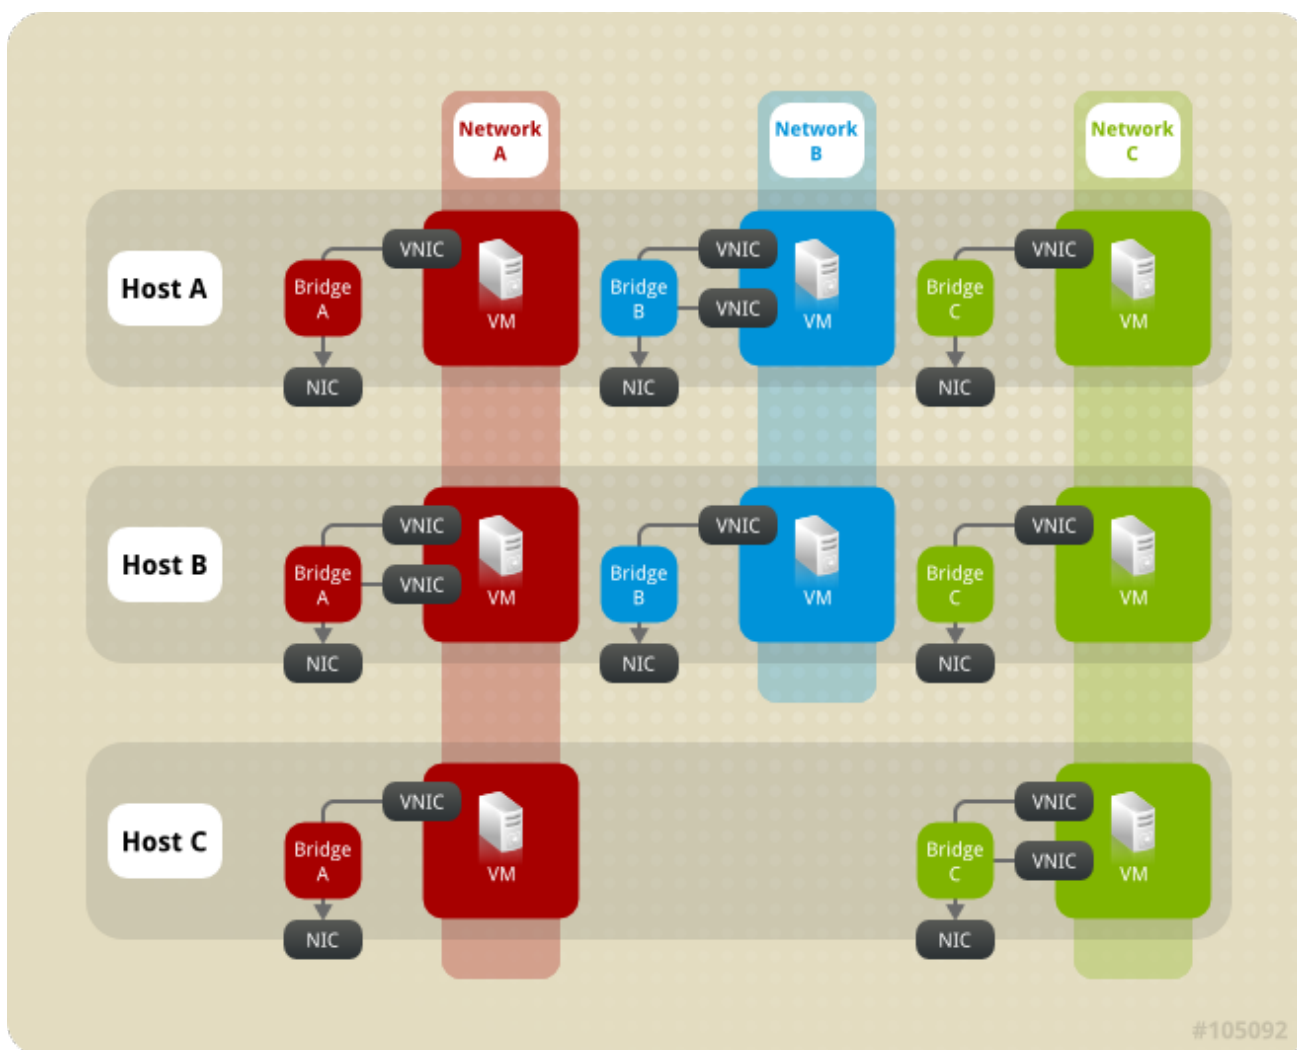 Network
A
Network
B
Network
C
Host A
Bridge
A
VNIC
VM
NIC
Bridge
B
VNIC
VNIC
VM
NIC
Bridge
C
VNIC
VM
NIC
Host B
Bridge
A
VNIC
VNIC
VM
NIC
Bridge
B
VNIC
VM
NIC
Bridge
C
VNIC
VM
NIC
Host C
Bridge
A
VNIC
VM
NIC
Bridge
C
VNIC
VNIC
VM
NIC
#105092